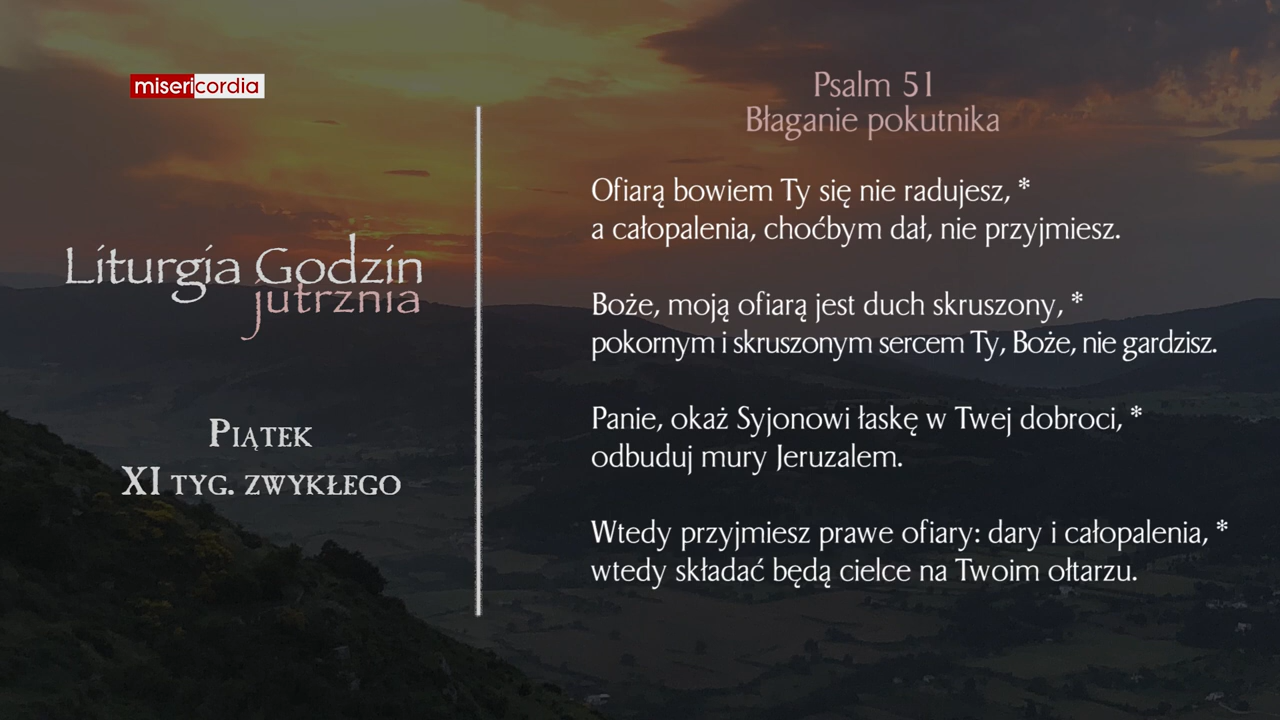 misericordia
Liturgia Godzin
jutrznia
Piątek
XI tyg. zwykłego
Psalm 51
Błaganie pokutnika
Ofiarą bowiem Ty się nie radujesz, *
a całopalenia, choćbym dał, nie przyjmiesz.
Boże, moją ofiarą jest duch skruszony, *
pokornym i skruszonym sercem Ty, Boże, nie gardzisz.
Panie, okaż Syjonowi łaskę w Twej dobroci, *
odbuduj mury Jeruzalem.
Wtedy przyjmiesz prawe ofiary: dary i całopalenia, *
wtedy składać będą cielce na Twoim ołtarzu.